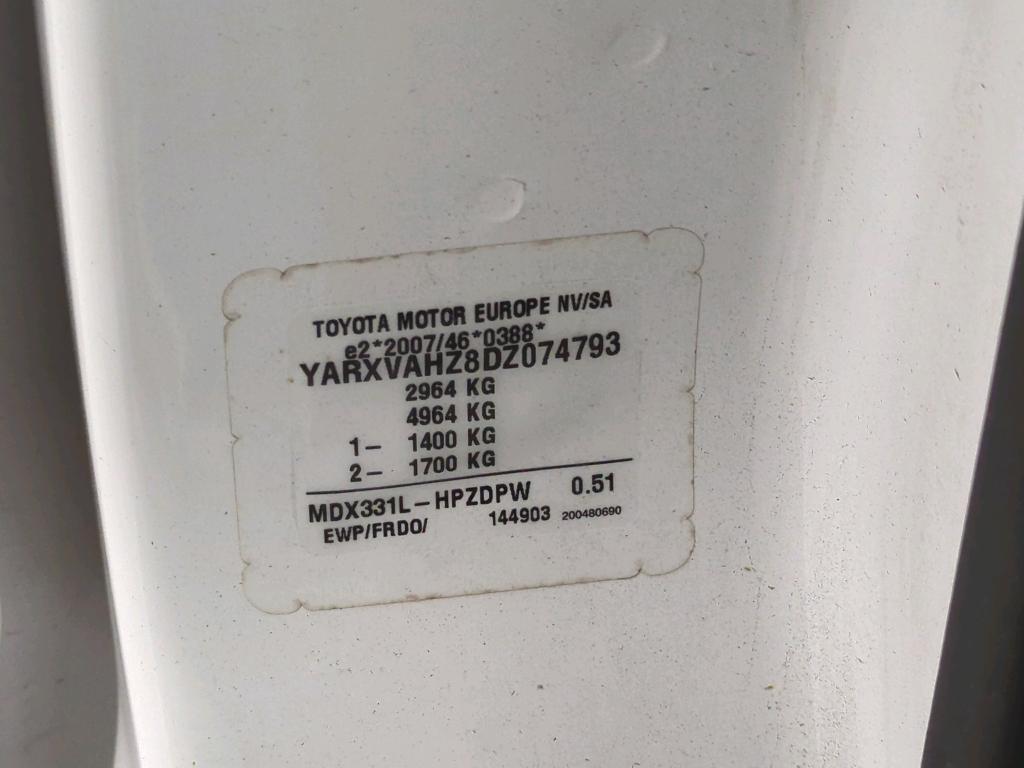 TOYOTA MOTOR EUROPE NV/SA
e2*2007/46*0388*
YARXVAHZ8DZ074793
2964 KG
4964 KG
1- 1400 KG
2- 1700 KG
MDX331L-HPZDPW 0.51
EWP/FRDO/ 144903 200480690